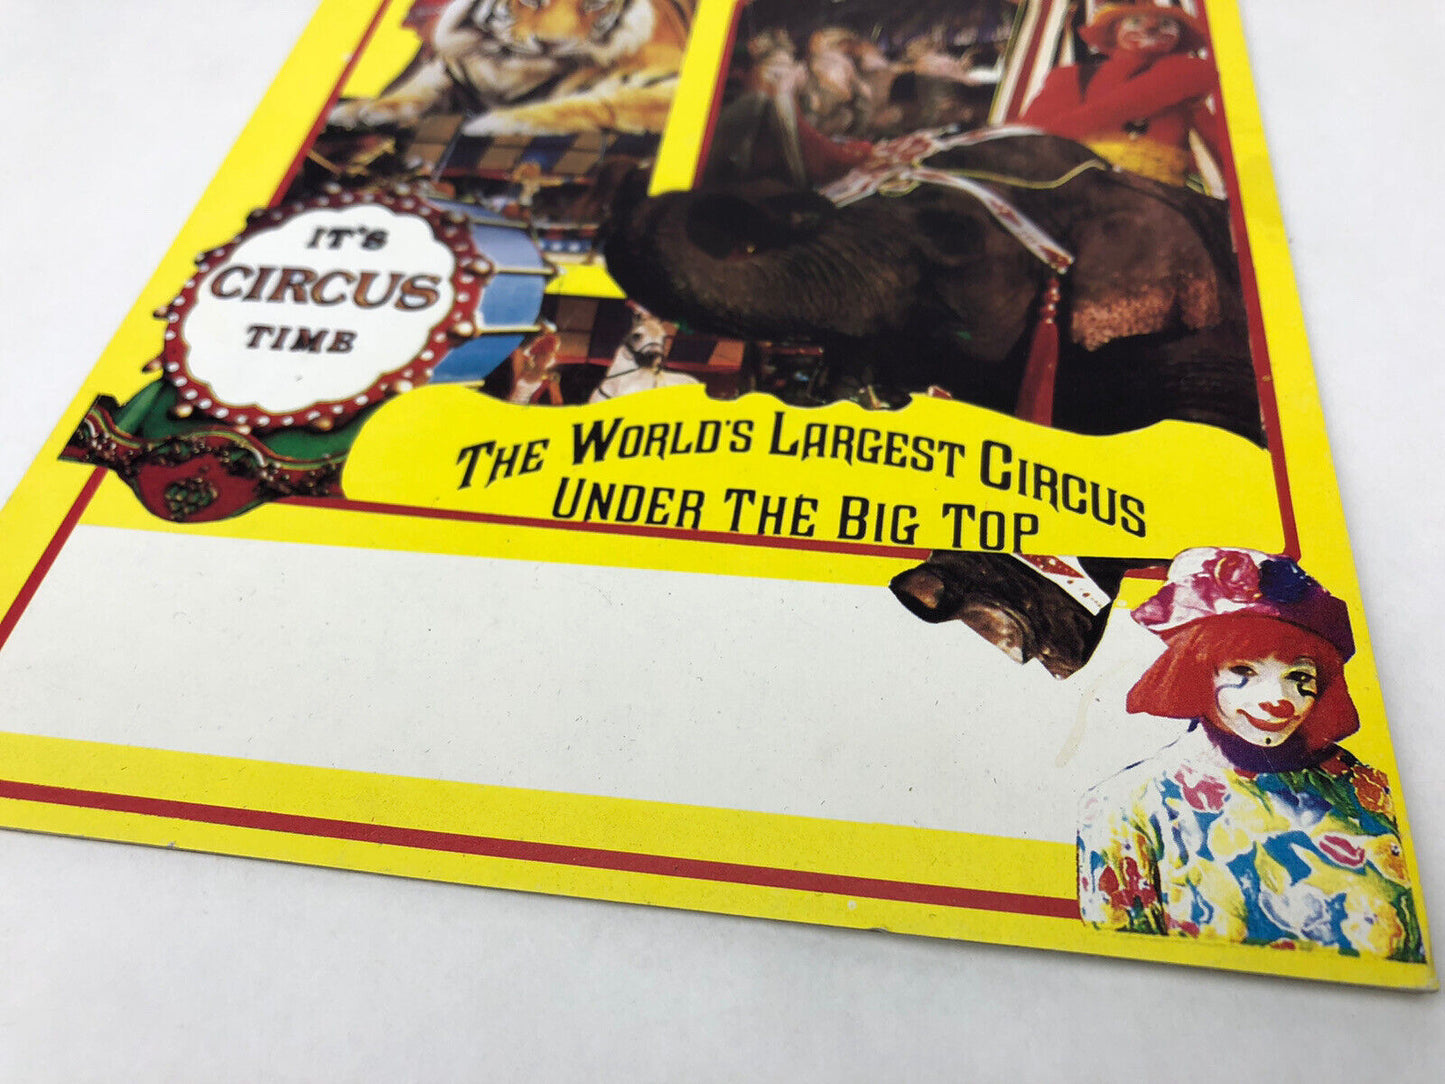 IT'S
CIRCUS
TIME
THE WORLD'S LARGEST CIRCUS
UNDER THE BIG TOP